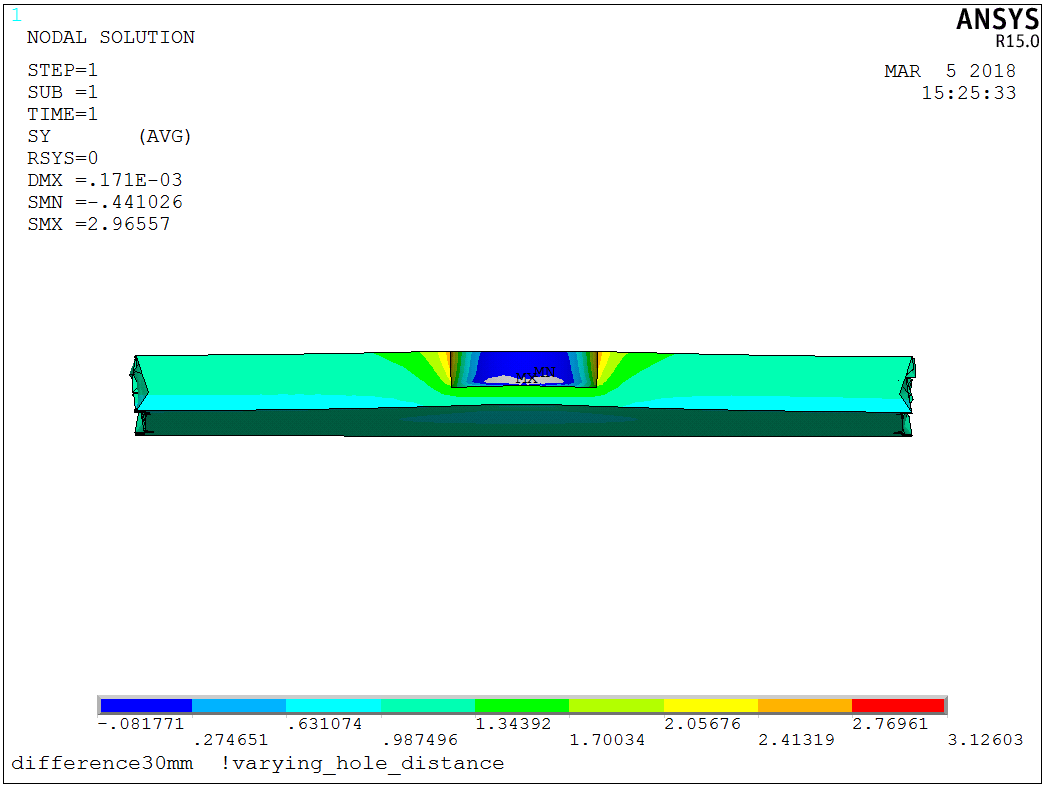 1
ANSYS
R15.0
NODAL SOLUTION
STEP=1
SUB =1
TIME=1
SY (AVG)
RSYS=0
DMX =.171E-03
SMN =-.441026
SMX =2.96557
MAR 5 2018
15:25:33
MX MN
-.081771 .631074 1.34392 2.05676 2.76961
.274651 .987496 1.70034 2.41319 3.12603
difference30mm !varying_hole_distance